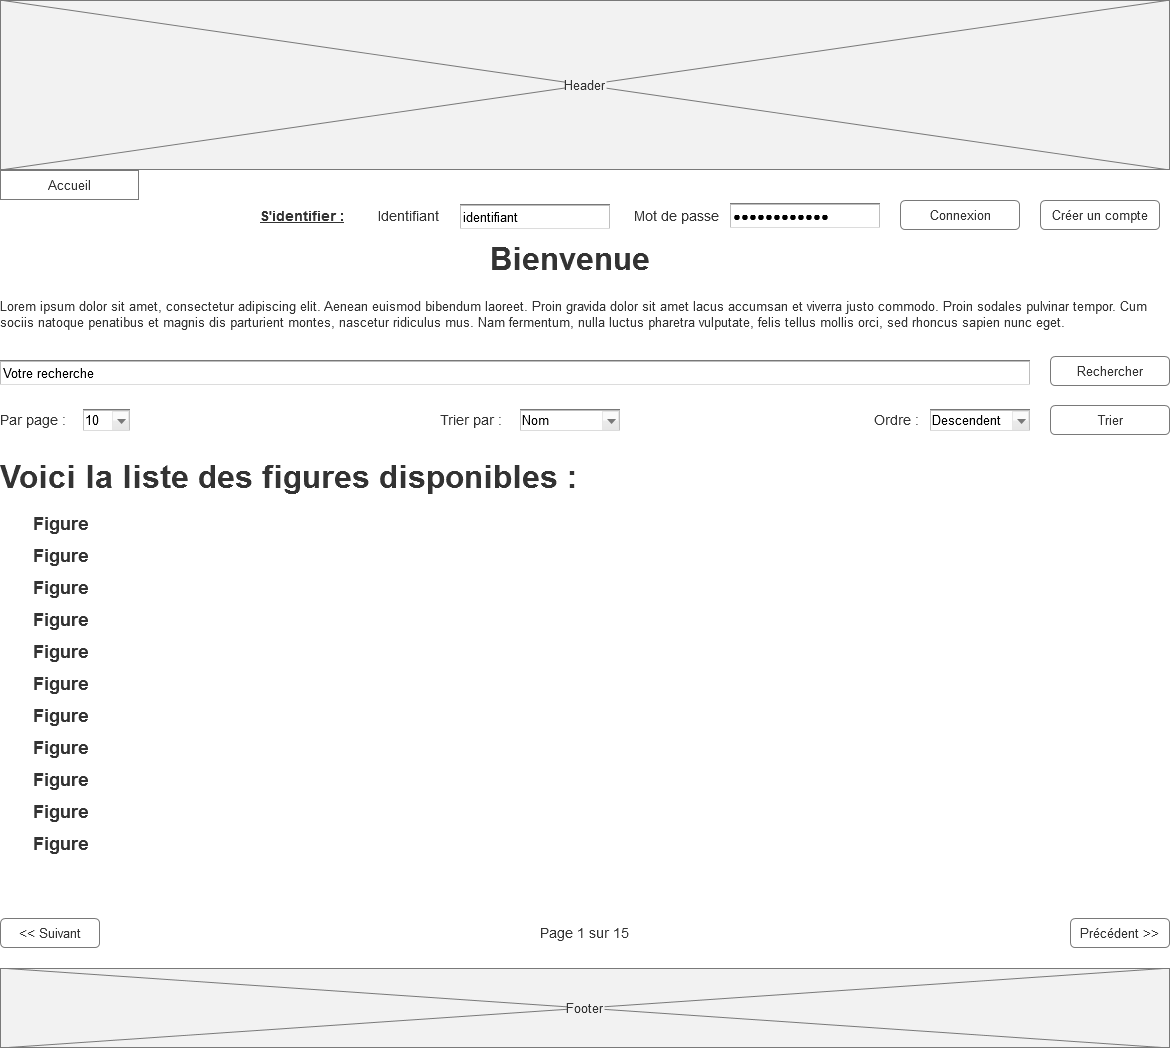 Header
Accueil
S'identifier : Identifiant identifiant Mot de passe ●●●●●●●●●●●● Connexion Créer un compte
Bienvenue
Lorem ipsum dolor sit amet, consectetur adipiscing elit. Aenean euismod bibendum laoreet. Proin gravida dolor sit amet lacus accumsan et viverra justo commodo. Proin sodales pulvinar tempor. Cum
sociis natoque penatibus et magnis dis parturient montes, nascetur ridiculus mus. Nam fermentum, nulla luctus pharetra vulputate, felis tellus mollis orci, sed rhoncus sapien nunc eget.
Votre recherche Rechercher
Par page : 10 Trier par : Nom Ordre : Descendent Trier
Voici la liste des figures disponibles :
Figure
Figure
Figure
Figure
Figure
Figure
Figure
Figure
Figure
Figure
Figure
<< Suivant Page 1 sur 15 Précédent >>
Footer